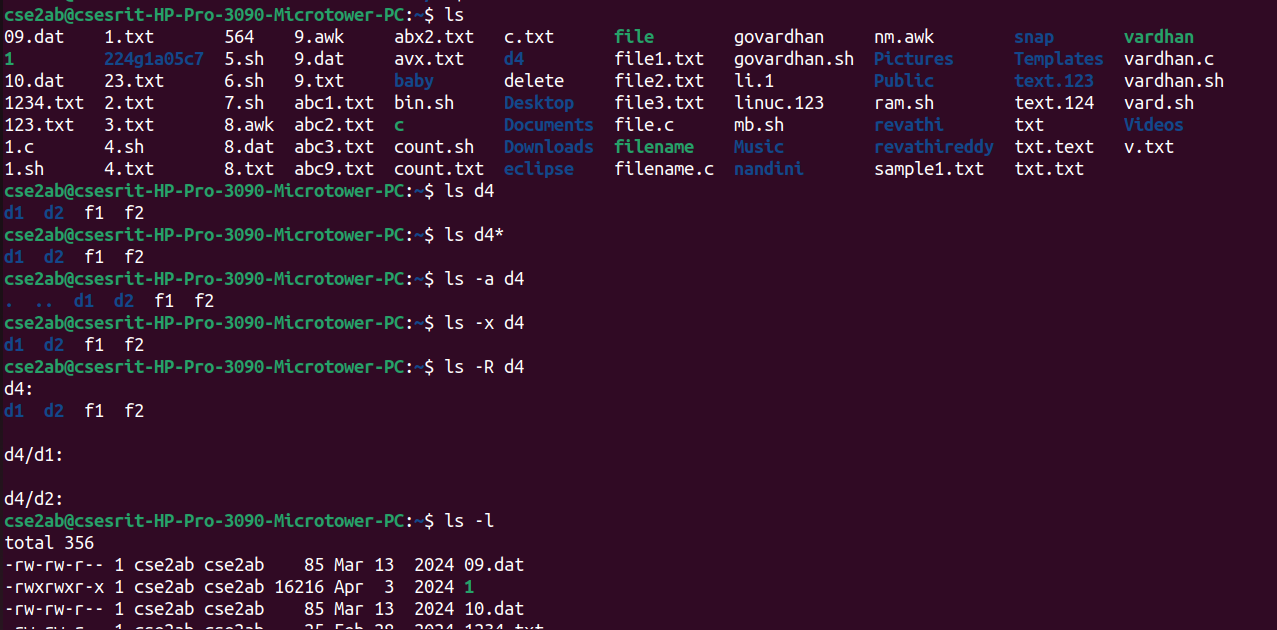 cse2ab@csesrit-HP-Pro-3090-Microtower-PC:~$ ls
09.dat 1.txt 564 9.awk abx2.txt c.txt file govardhan nm.awk snap vardhan
1 224g1a05c7 5.sh 9.dat avx.txt d4 file1.txt govardhan.sh Pictures Templates vardhan.c
10.dat 23.txt 6.sh 9.txt baby delete file2.txt li.1 Public text.123 vardhan.sh
1234.txt 2.txt 7.sh abc1.txt bin.sh Desktop file3.txt linuc.123 ram.sh text.124 vard.sh
123.txt 3.txt 8.awk abc2.txt c Documents file.c mb.sh revathi txt Videos
1.c 4.sh 8.dat abc3.txt count.sh Downloads filename Music revathireddy txt.text v.txt
1.sh 4.txt 8.txt abc9.txt count.txt eclipse filename.c nandini sample1.txt txt.txt
cse2ab@csesrit-HP-Pro-3090-Microtower-PC:~$ ls d4
d1 d2 f1 f2
cse2ab@csesrit-HP-Pro-3090-Microtower-PC:~$ ls d4*
d1 d2 f1 f2
cse2ab@csesrit-HP-Pro-3090-Microtower-PC:~$ ls -a d4
. .. d1 d2 f1 f2
cse2ab@csesrit-HP-Pro-3090-Microtower-PC:~$ ls -x d4
d1 d2 f1 f2
cse2ab@csesrit-HP-Pro-3090-Microtower-PC:~$ ls -R d4
d4:
d1 d2 f1 f2
d4/d1:
d4/d2:
cse2ab@csesrit-HP-Pro-3090-Microtower-PC:~$ ls -l
total 356
-rw-rw-r-- 1 cse2ab cse2ab 85 Mar 13 2024 09.dat
-rwxrwxr-x 1 cse2ab cse2ab 16216 Apr 3 2024 1
-rw-rw-r-- 1 cse2ab cse2ab 85 Mar 13 2024 10.dat
-rw-rw-r-- 1 cse2ab cse2ab 25 Feb 28 2024 1234.txt